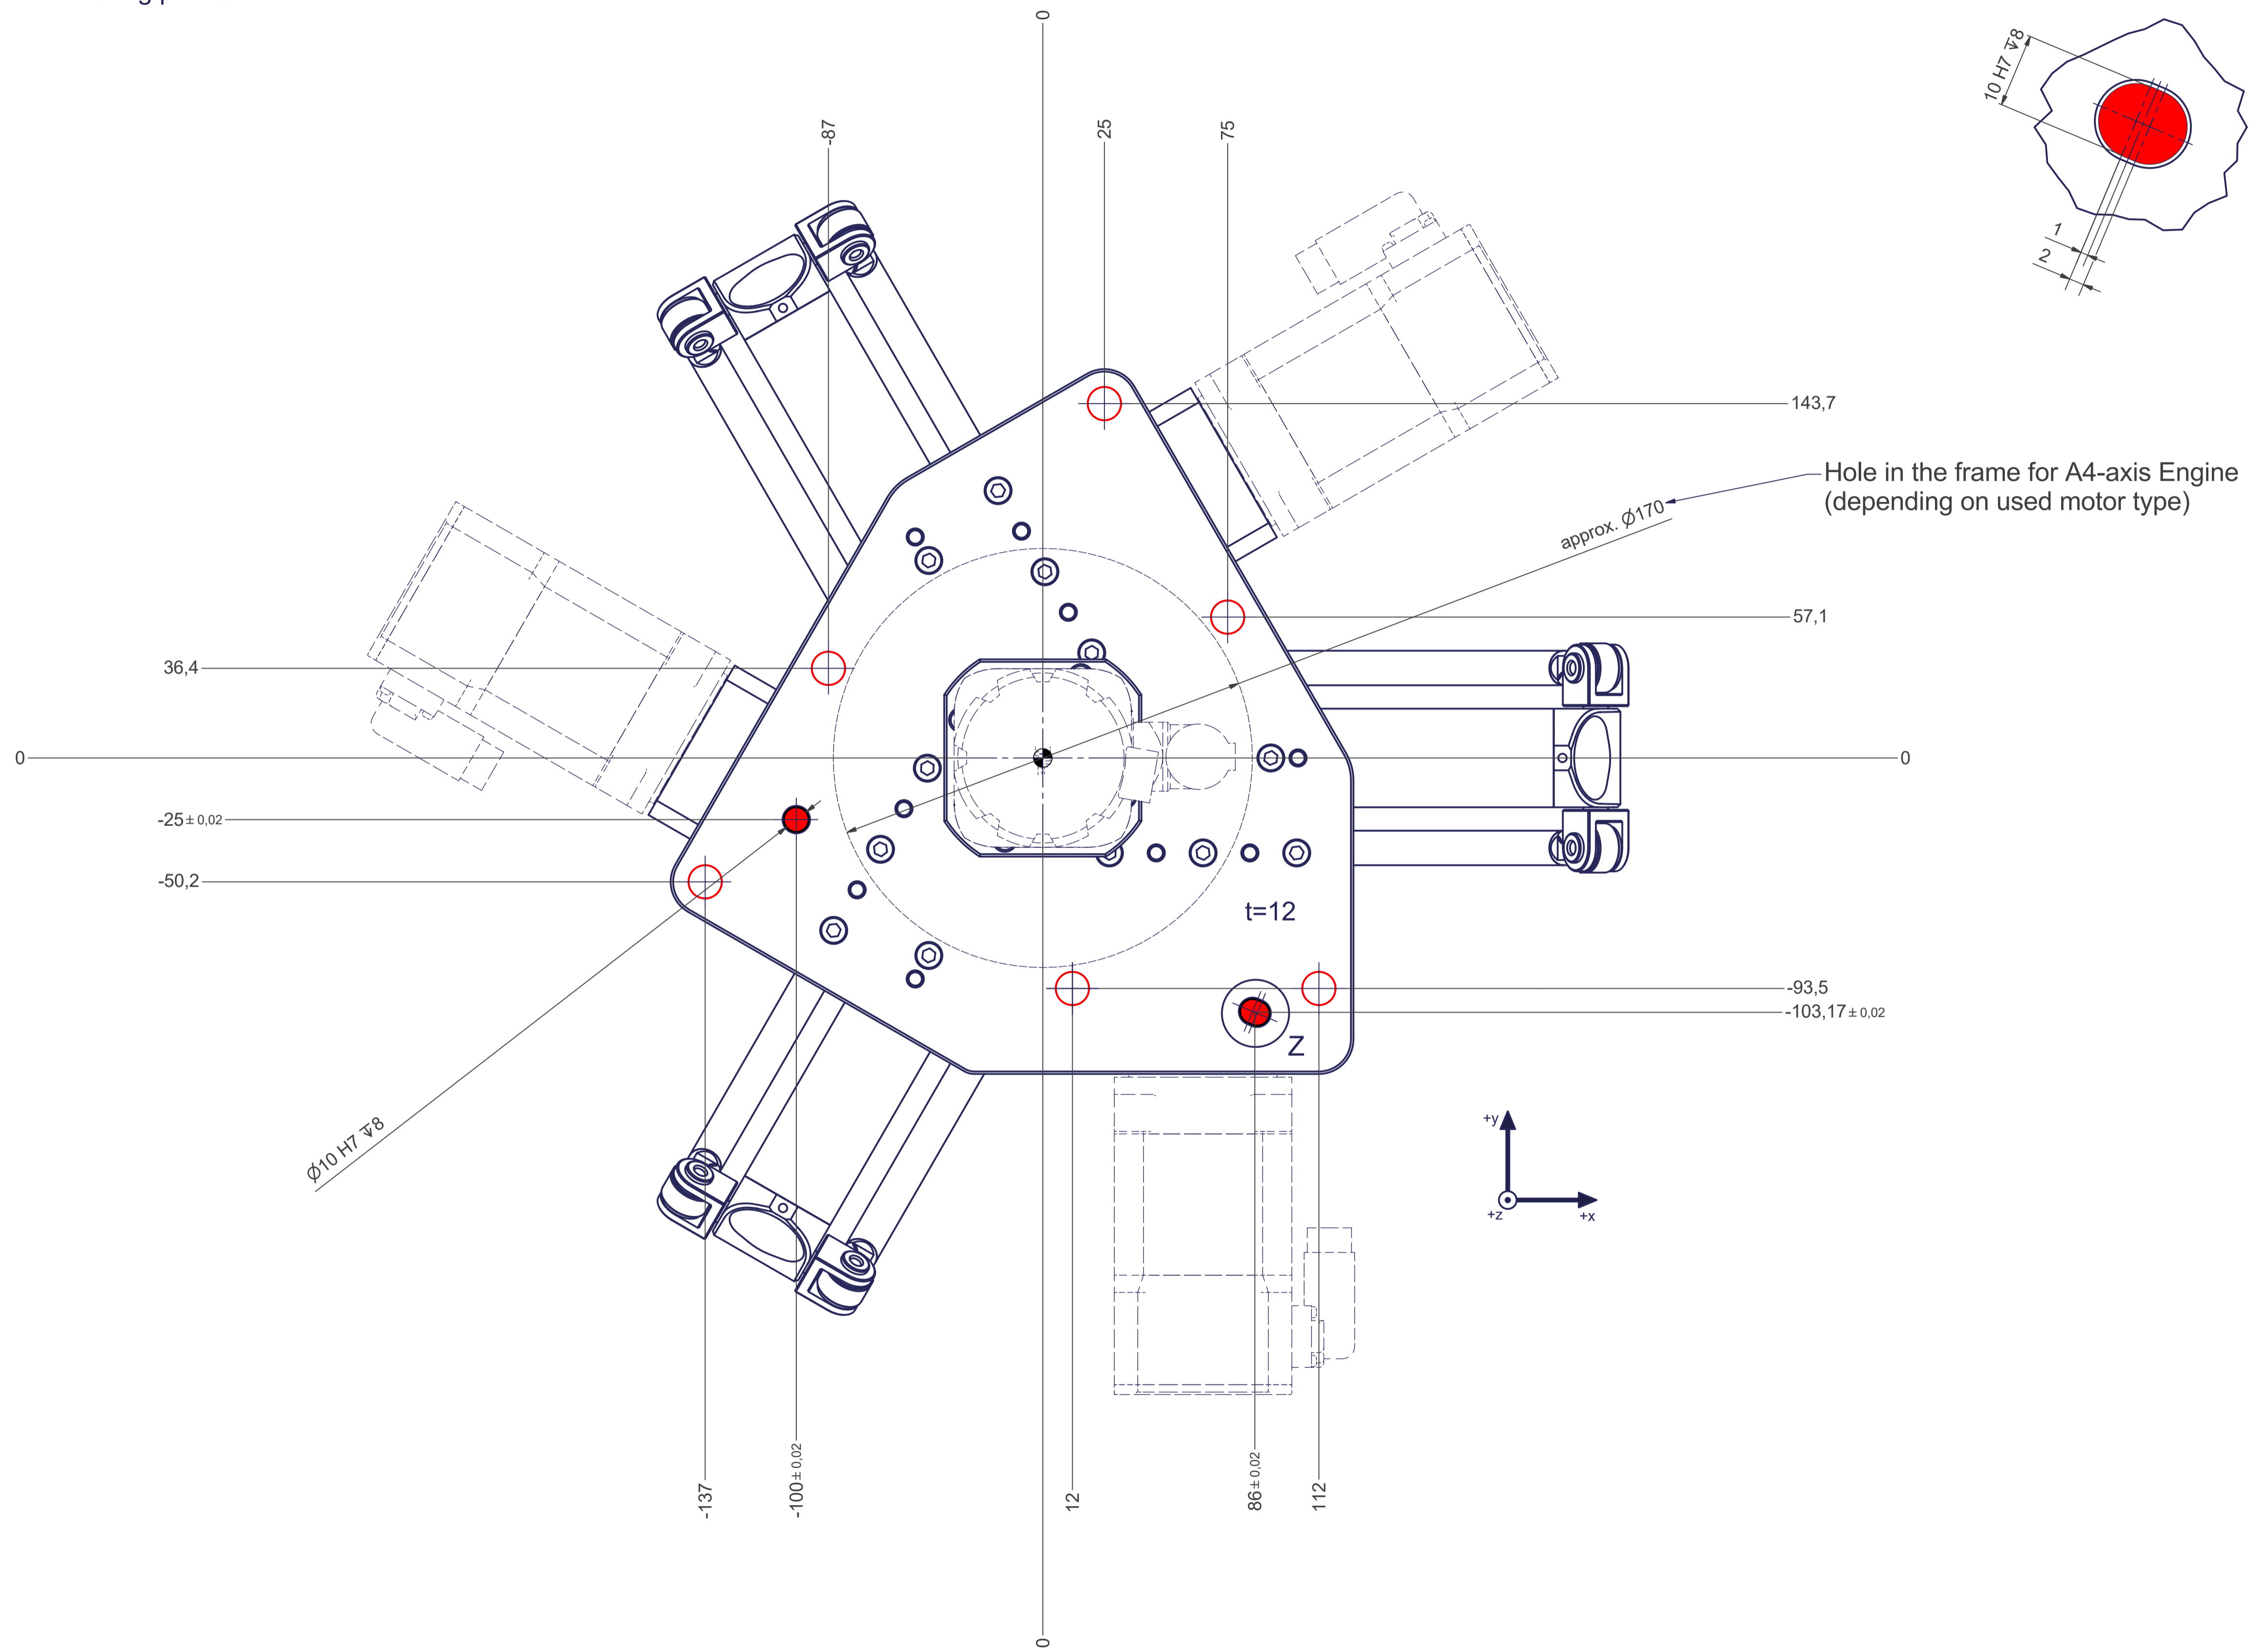 0
10 H7 ↧8
-87
25
75
1
2
143,7
Hole in the frame for A4-axis Engine
(depending on used motor type)
approx. Ø170
57,1
36,4
0
0
-25±0,02
-50,2
t=12
-93,5
-103,17±0,02
Z
Ø10 H7 ↧8
+y
+z
+x
-137
-100±0,02
12
86±0,02
112
0